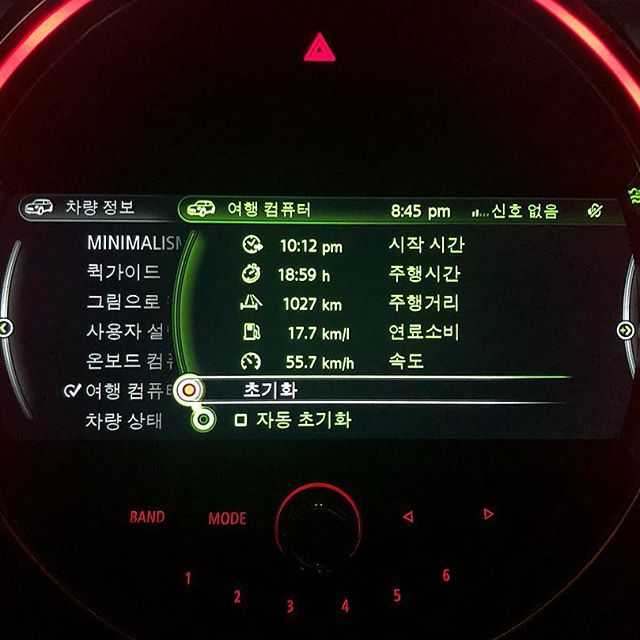 차량 정보
여행 컴퓨터 8:45 pm 신호 없음
MINIMALISM
퀵가이드
그림으로
사용자
온보드
여행 컴퓨터
차량 상태
10:12 pm 시작 시간
18:59 h 주행시간
1027 km 주행거리
17.7 km/l 연료소비
55.7 km/h 속도
초기화
자동 초기화
BAND MODE
1 2 3 4 5 6